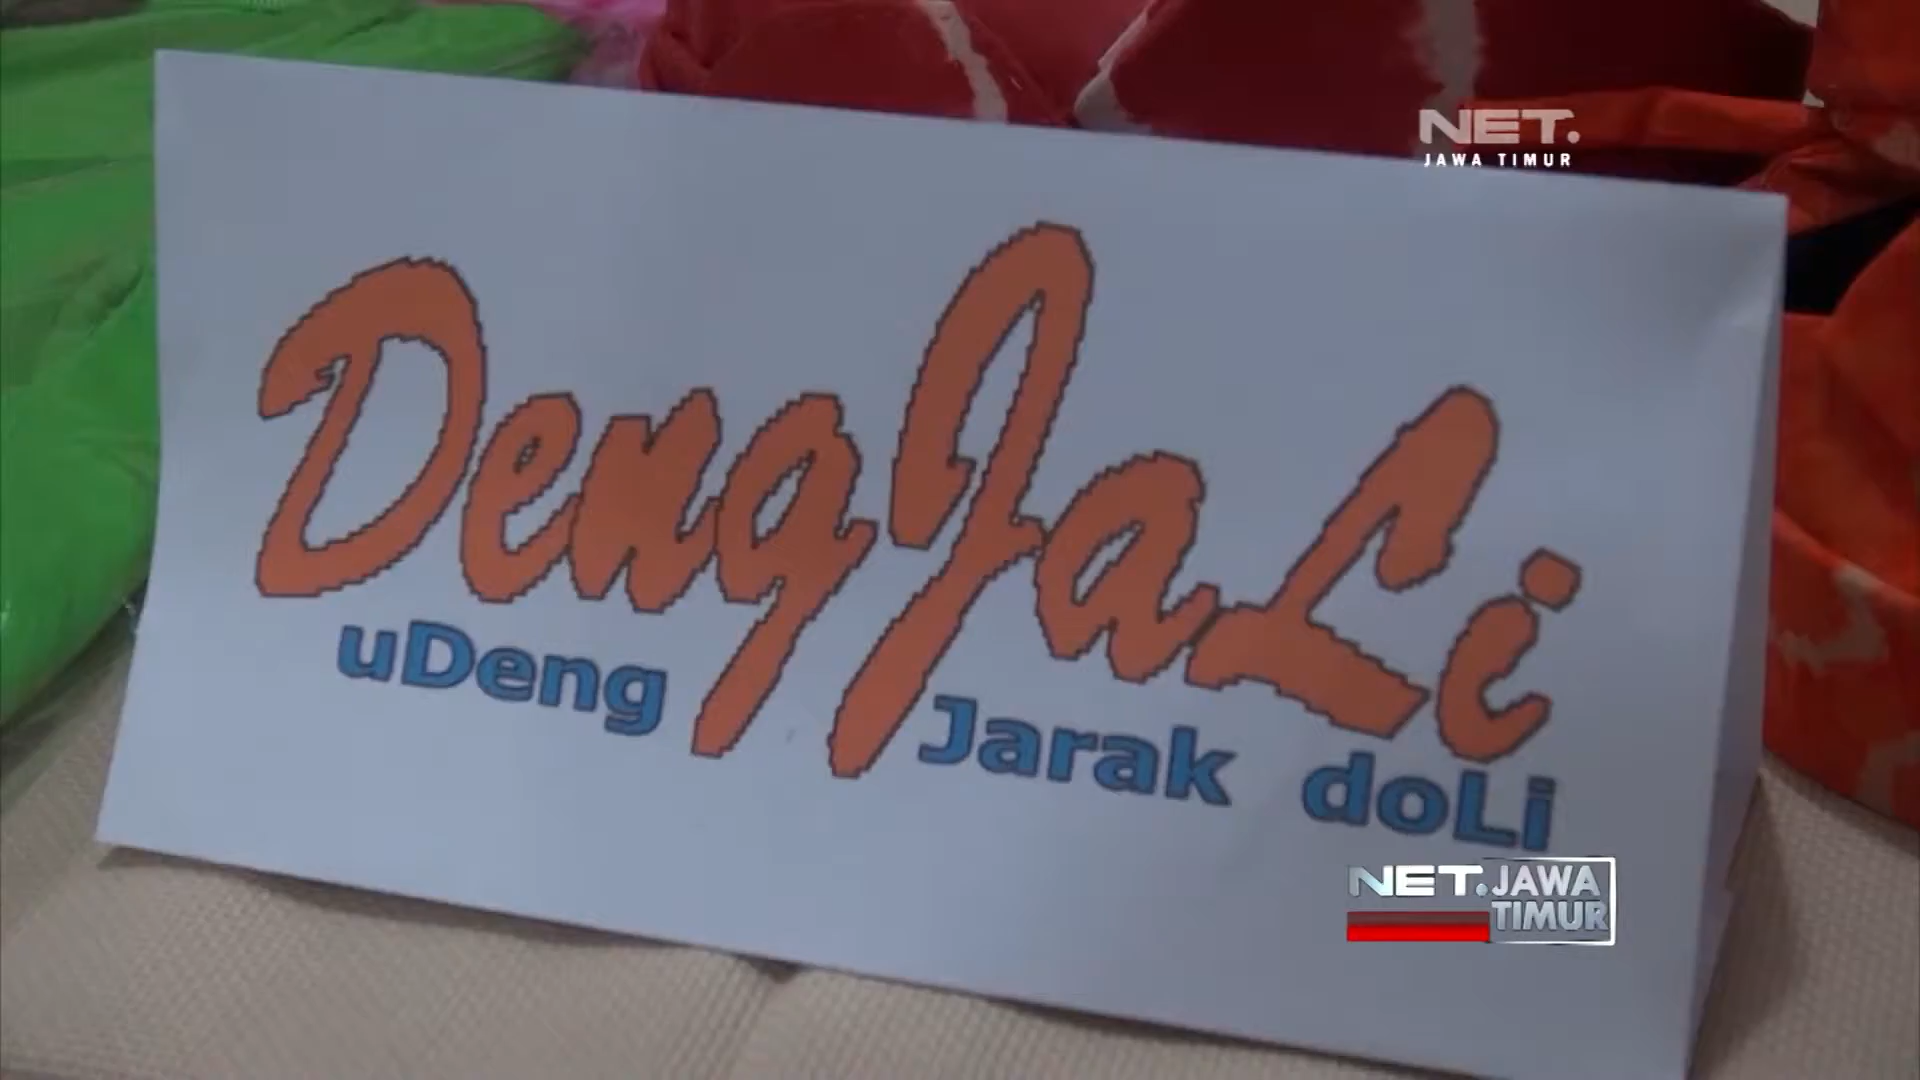 NET.
JAWA TIMUR
DengJaLi
uDeng Jarak doLi
NET. JAWA
TIMUR